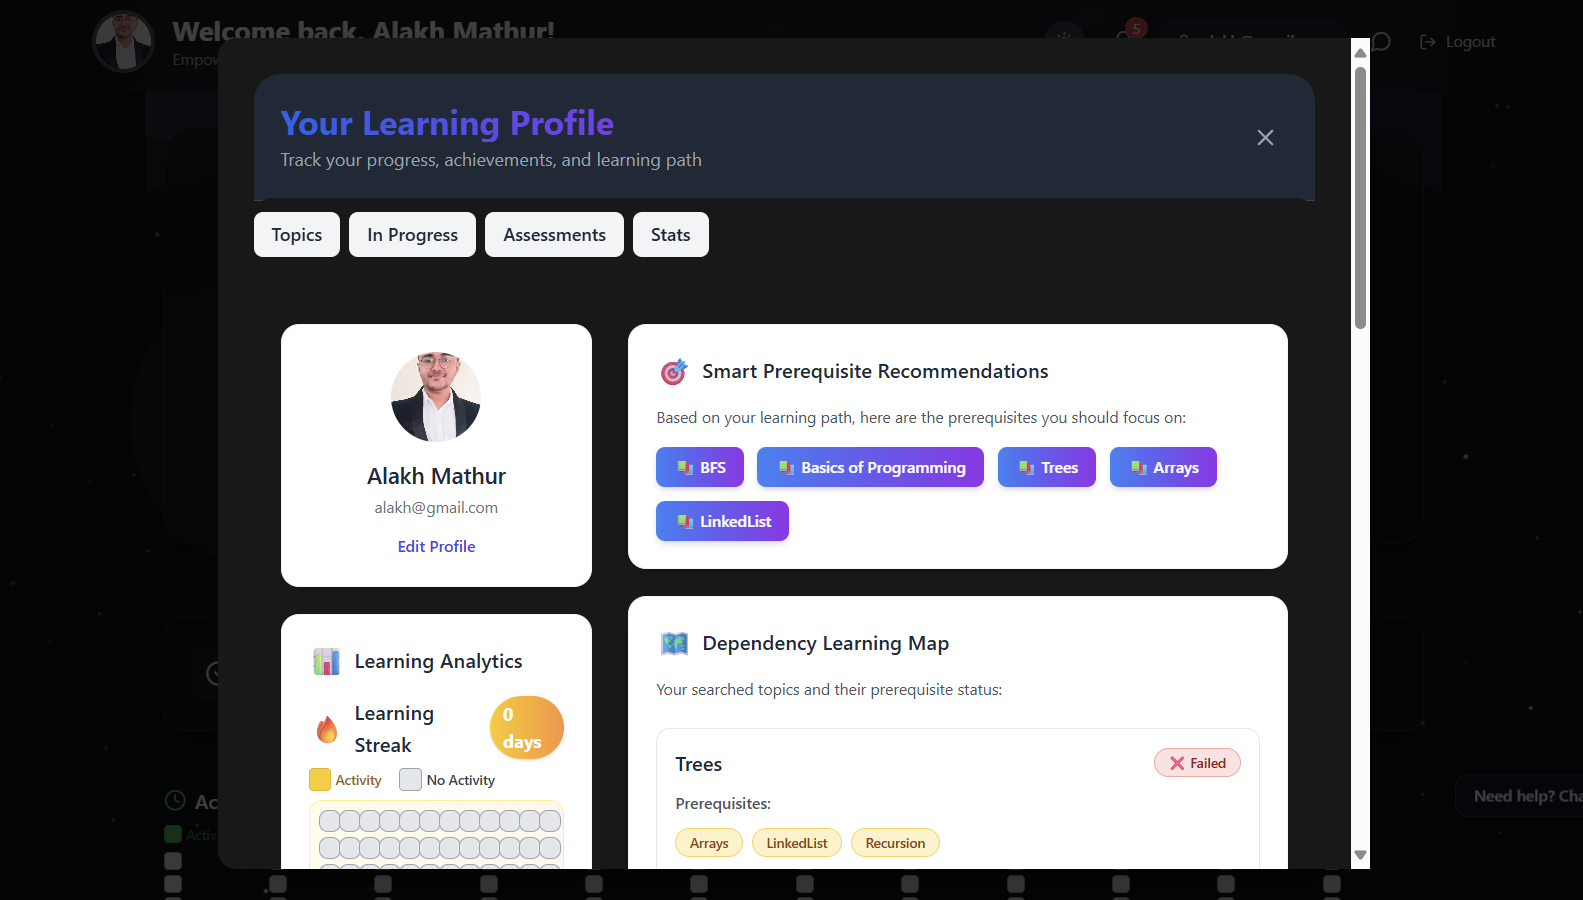 Welcome back, Alakh Mathur!
5
Logout
Your Learning Profile
Track your progress, achievements, and learning path
Topics
In Progress
Assessments
Stats
Alakh Mathur
alakh@gmail.com
Edit Profile
Smart Prerequisite Recommendations
Based on your learning path, here are the prerequisites you should focus on:
BFS
Basics of Programming
Trees
Arrays
LinkedList
Learning Analytics
Learning
Streak
0
days
Activity
No Activity
Dependency Learning Map
Your searched topics and their prerequisite status:
Trees
Failed
Prerequisites:
Arrays
LinkedList
Recursion
Need help?